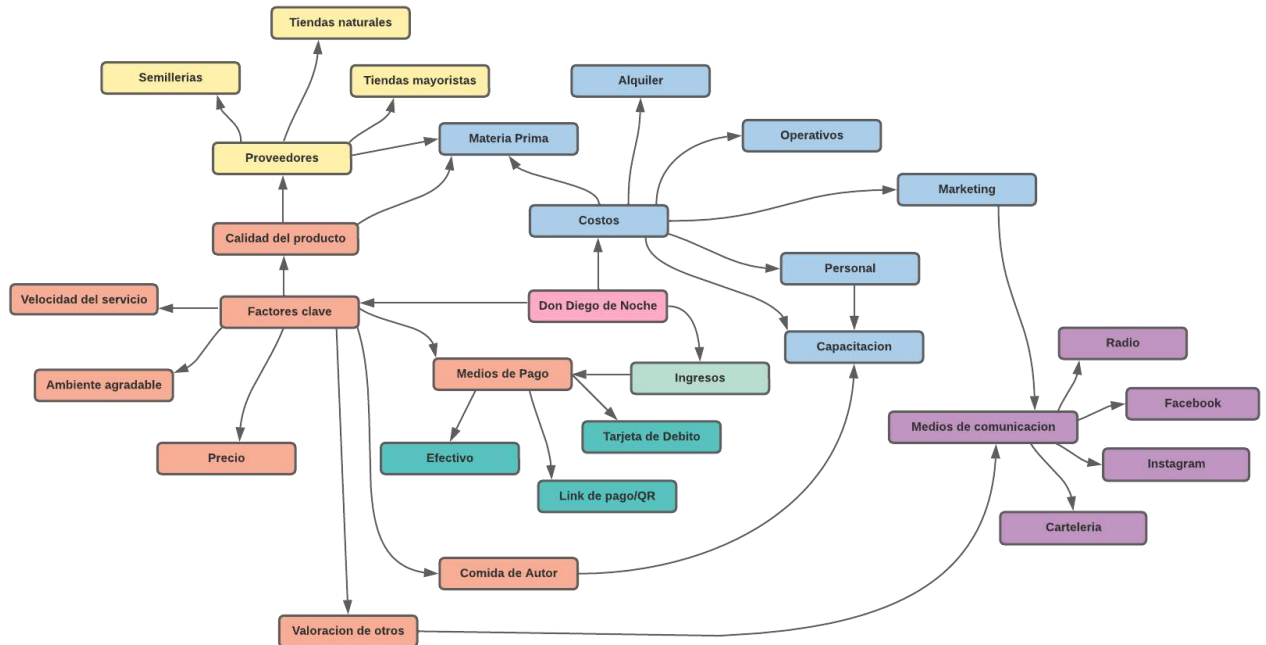 Tiendas naturales
Semillerias
Tiendas mayoristas
Alquiler
Materia Prima
Operativos
Proveedores
Marketing
Costos
Calidad del producto
Personal
Velocidad del servicio
Factores clave
Don Diego de Noche
Capacitacion
Radio
Ambiente agradable
Medios de Pago
Ingresos
Facebook
Medios de comunicacion
Tarjeta de Debito
Precio
Efectivo
Instagram
Link de pago/QR
Carteleria
Comida de Autor
Valoracion de otros